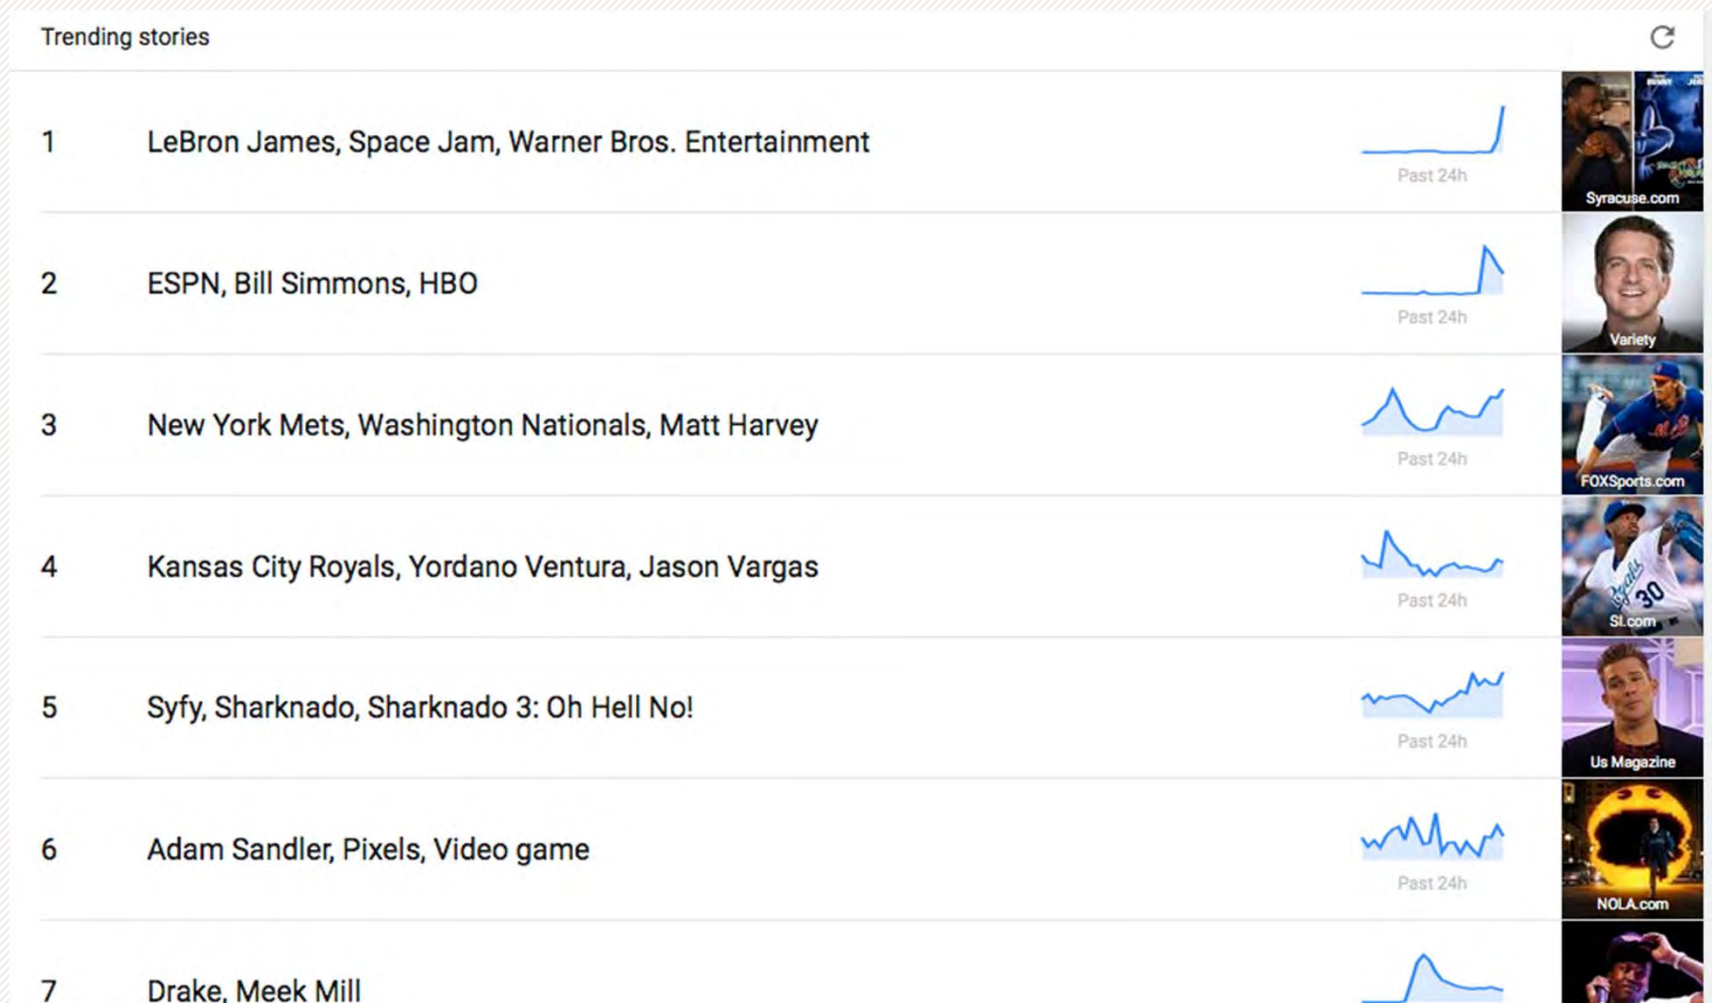 Trending stories
1 LeBron James, Space Jam, Warner Bros. Entertainment
Past 24h
Syracuse.com
2 ESPN, Bill Simmons, HBO
Past 24h
Variety
3 New York Mets, Washington Nationals, Matt Harvey
Past 24h
Mets
FOXSports.com
4 Kansas City Royals, Yordano Ventura, Jason Vargas
Past 24h
Royals
30
SI.com
5 Syfy, Sharknado, Sharknado 3: Oh Hell No!
Past 24h
Us Magazine
6 Adam Sandler, Pixels, Video game
Past 24h
NOLA.com
7 Drake, Meek Mill